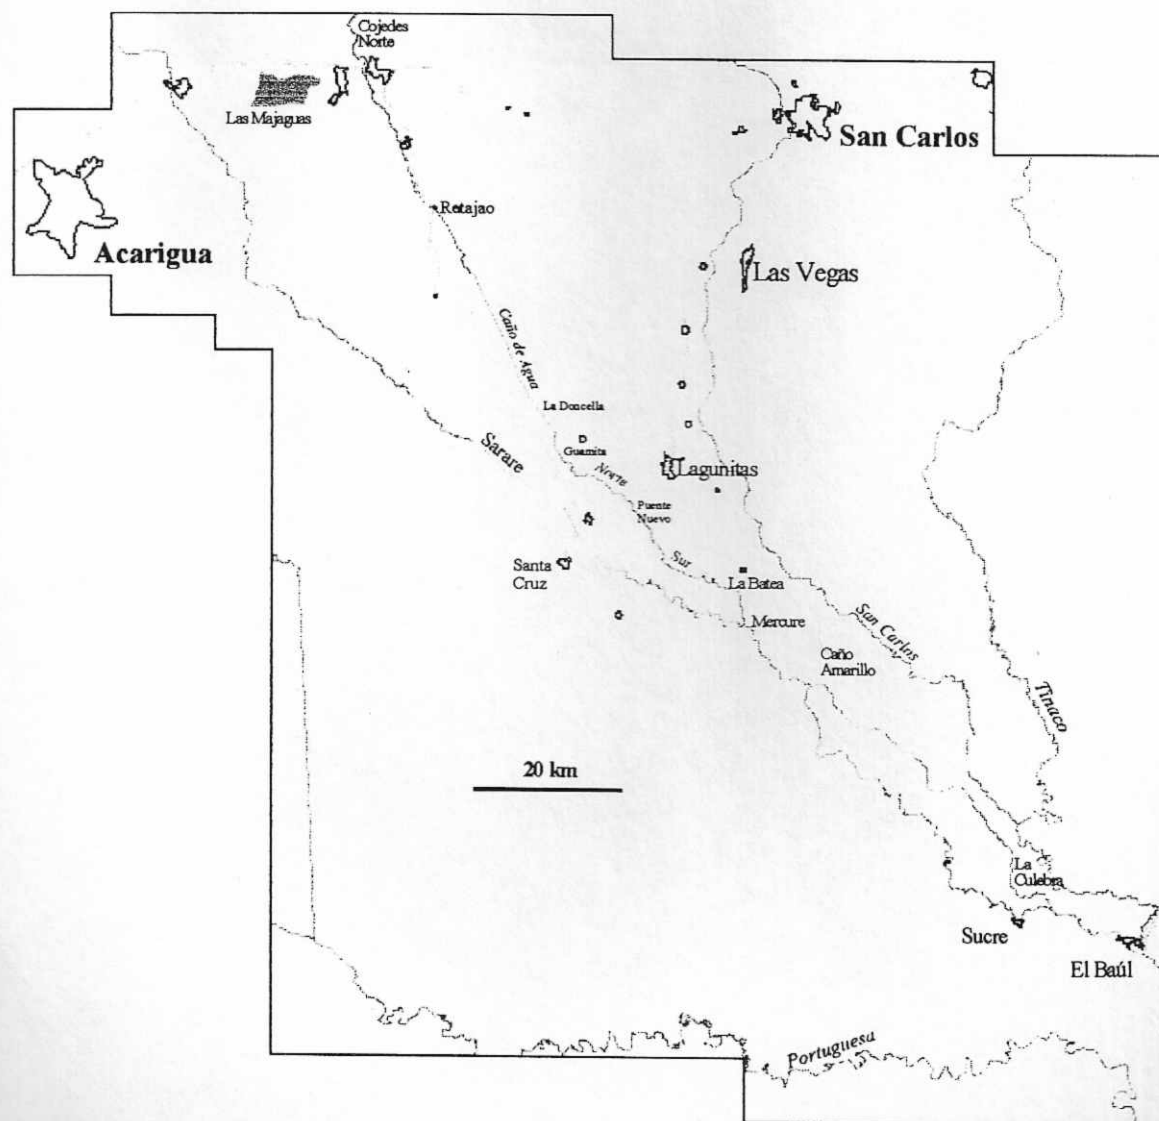 Cojedes
Norte
Las Majaguas
San Carlos
Retajao
Acarigua
Las Vegas
Caño de Agua
La Doncella
Guamita
Sarare
Norte
Lagunitas
Puente
Nuevo
Sur
Santa
Cruz
La Batea
Mercure
San Carlos
Caño
Amarillo
Tinaco
20 km
La
Culebra
Sucre
El Baúl
Portuguesa